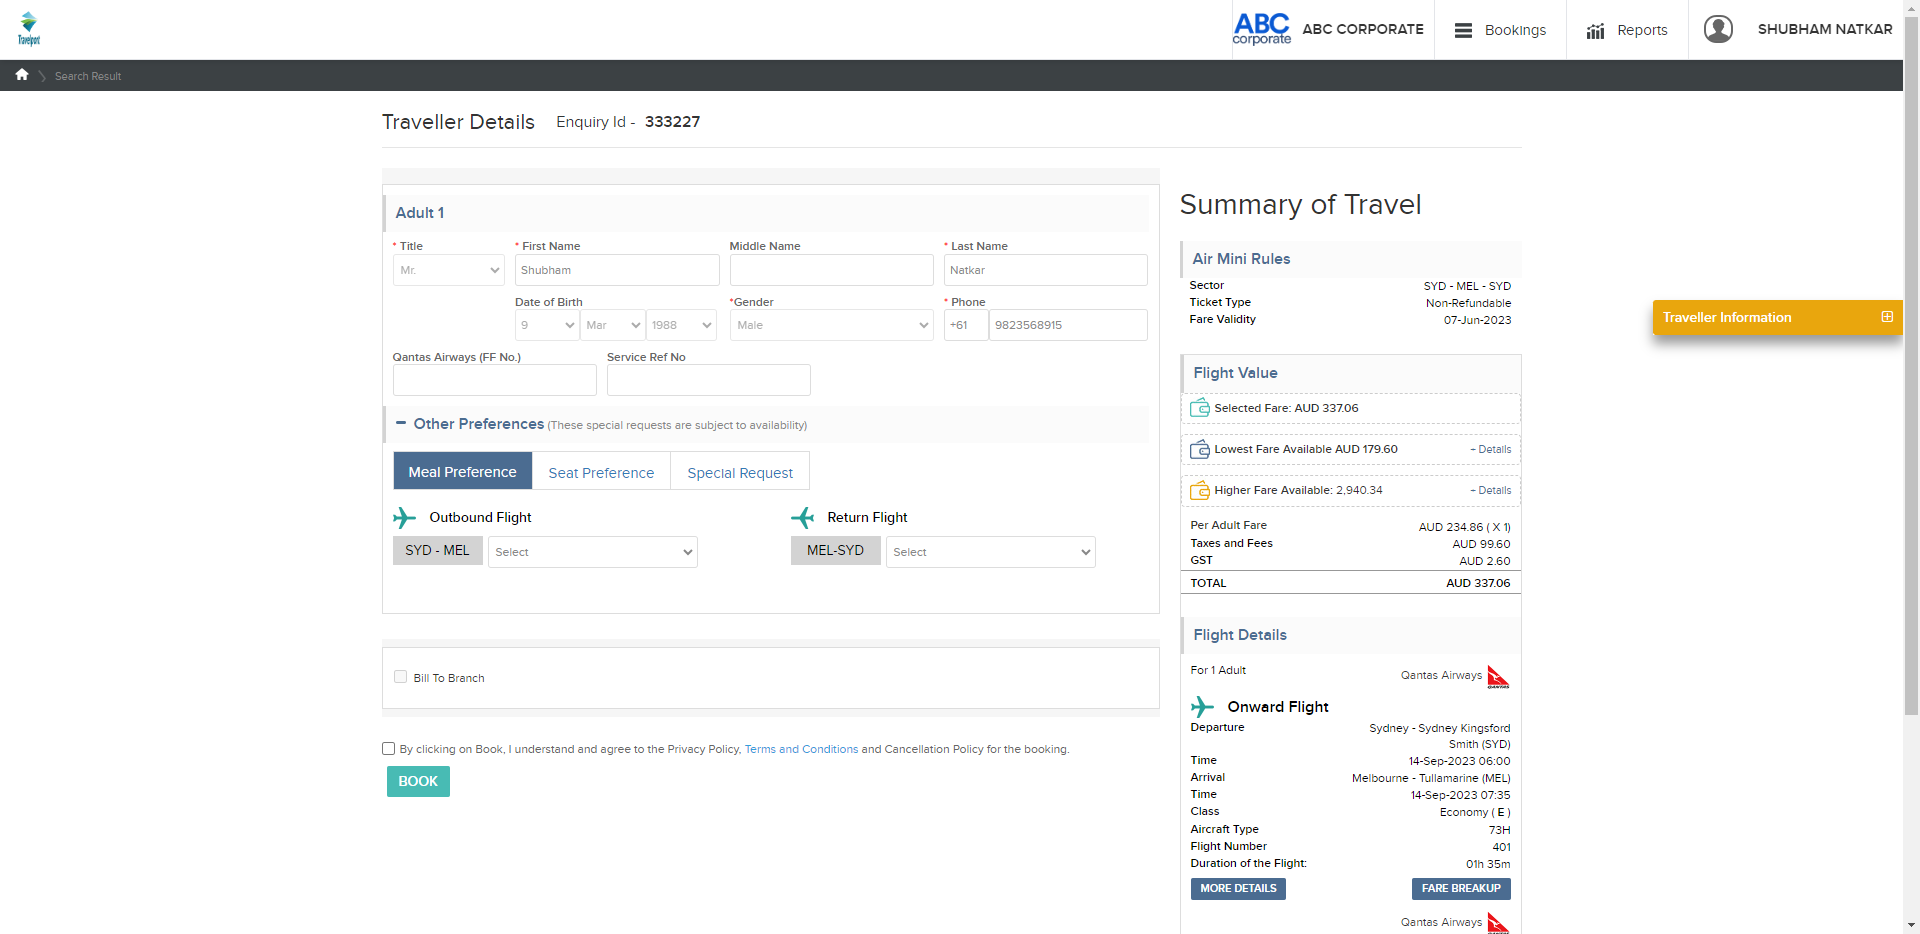 Travelport
ABC
corporate
ABC CORPORATE
Bookings
Reports
SHUBHAM NATKAR
Search Result
Traveller Details
Enquiry Id - 333227
Adult 1
* Title
* First Name
Middle Name
* Last Name
Mr.
Shubham
Natkar
Date of Birth
*Gender
* Phone
9
Mar
1988
Male
+61
9823568915
Qantas Airways (FF No.)
Service Ref No
− Other Preferences (These special requests are subject to availability)
Meal Preference
Seat Preference
Special Request
Outbound Flight
Return Flight
SYD - MEL
Select
MEL-SYD
Select
Bill To Branch
By clicking on Book, I understand and agree to the Privacy Policy, Terms and Conditions and Cancellation Policy for the booking.
BOOK
Summary of Travel
Air Mini Rules
Sector SYD - MEL - SYD
Ticket Type Non-Refundable
Fare Validity 07-Jun-2023
Traveller Information
Flight Value
Selected Fare: AUD 337.06
Lowest Fare Available AUD 179.60 + Details
Higher Fare Available: 2,940.34 + Details
Per Adult Fare AUD 234.86 ( X 1)
Taxes and Fees AUD 99.60
GST AUD 2.60
TOTAL AUD 337.06
Flight Details
For 1 Adult
Qantas Airways
QANTAS
Onward Flight
Departure Sydney - Sydney Kingsford
Smith (SYD)
Time 14-Sep-2023 06:00
Arrival Melbourne - Tullamarine (MEL)
Time 14-Sep-2023 07:35
Class Economy ( E )
Aircraft Type 73H
Flight Number 401
Duration of the Flight: 01h 35m
MORE DETAILS
FARE BREAKUP
Qantas Airways